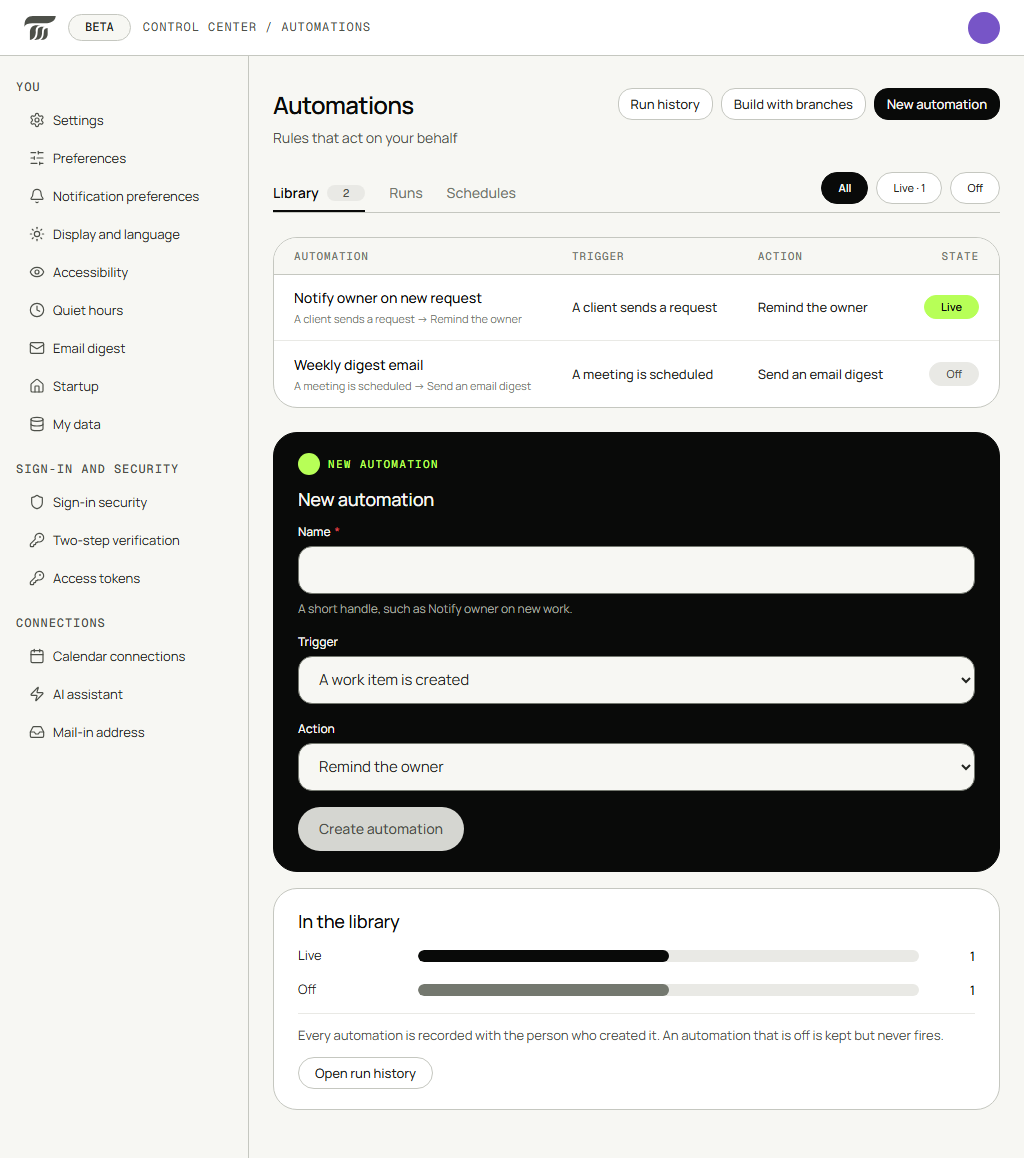 BETA
CONTROL CENTER / AUTOMATIONS
YOU
Settings
Preferences
Notification preferences
Display and language
Accessibility
Quiet hours
Email digest
Startup
My data
SIGN-IN AND SECURITY
Sign-in security
Two-step verification
Access tokens
CONNECTIONS
Calendar connections
AI assistant
Mail-in address
Automations
Run history
Build with branches
New automation
Rules that act on your behalf
Library 2
Runs
Schedules
All
Live · 1
Off
AUTOMATION TRIGGER ACTION STATE
Notify owner on new request
A client sends a request → Remind the owner
A client sends a request
Remind the owner
Live
Weekly digest email
A meeting is scheduled → Send an email digest
A meeting is scheduled
Send an email digest
Off
NEW AUTOMATION
New automation
Name *
A short handle, such as Notify owner on new work.
Trigger
A work item is created
Action
Remind the owner
Create automation
In the library
Live 1
Off 1
Every automation is recorded with the person who created it. An automation that is off is kept but never fires.
Open run history